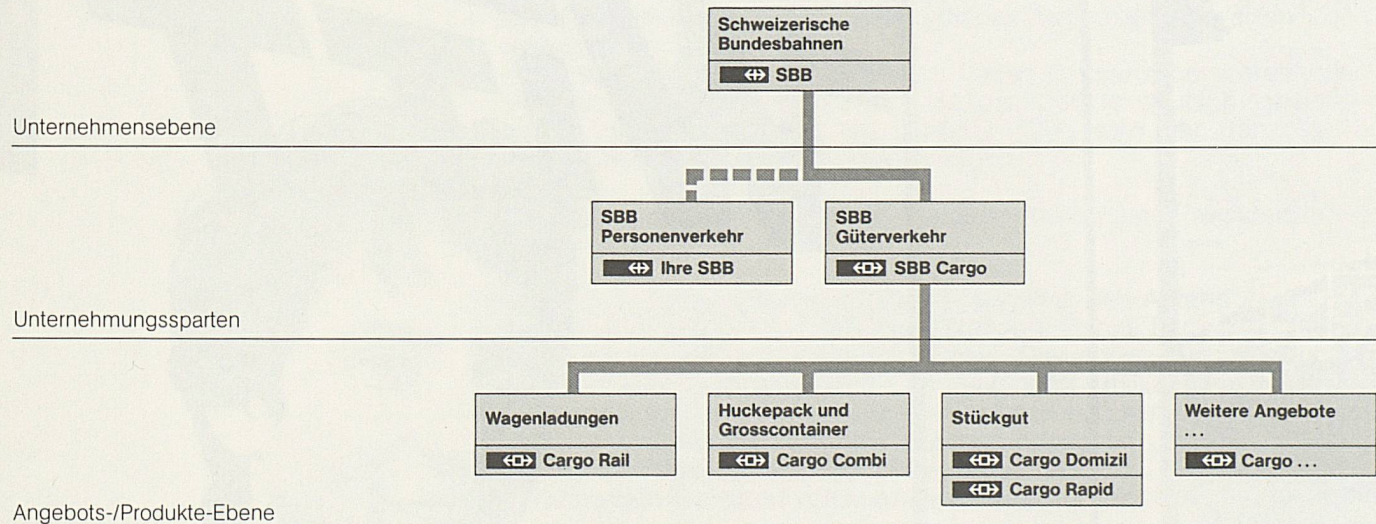 Schweizerische
Bundesbahnen
SBB
Unternehmensebene
SBB
Personenverkehr
Ihre SBB
SBB
Güterverkehr
SBB Cargo
Unternehmungssparten
Wagenladungen
Cargo Rail
Huckepack und
Grosscontainer
Cargo Combi
Stückgut
Cargo Domizil
Cargo Rapid
Weitere Angebote
...
Cargo ...
Angebots-/Produkte-Ebene